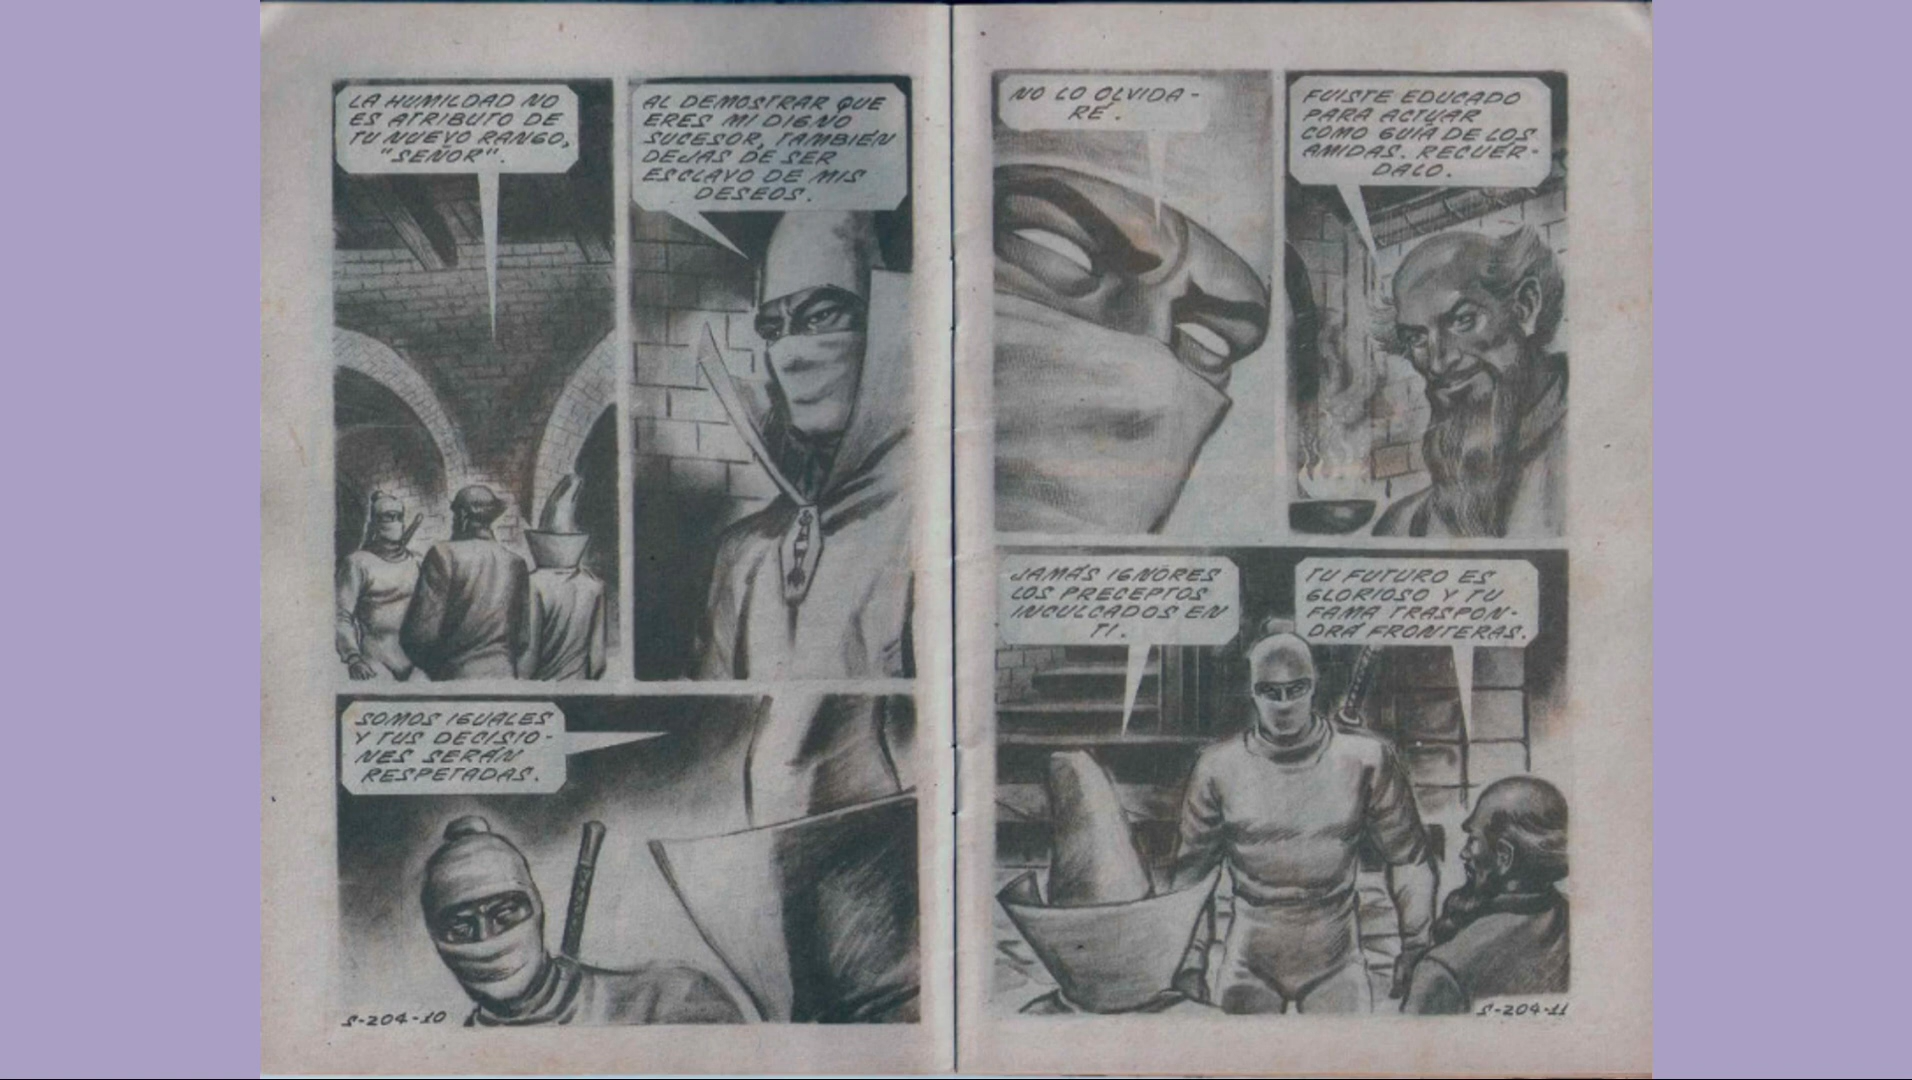 LA HUMILDAD NO
ES ATRIBUTO DE
TU NUEVO RANGO,
"SEÑOR".
AL DEMOSTRAR QUE
ERES MI DIGNO
SUCESOR, TAMBIÉN
DEJAS DE SER
ESCLAVO DE MIS
DESEOS.
SOMOS IGUALES
Y TUS DECISIO-
NES SERÁN
RESPETADAS.
S-204-10
NO LO OLVIDA-
RÉ.
FUISTE EDUCADO
PARA ACTUAR
COMO GUÍA DE LOS
AMIDAS. RECUER-
DALO.
JAMÁS IGNORES
LOS PRECEPTOS
INCULCADOS EN
TI.
TU FUTURO ES
GLORIOSO Y TU
FAMA TRASPON-
DRÁ FRONTERAS.
S-204-11